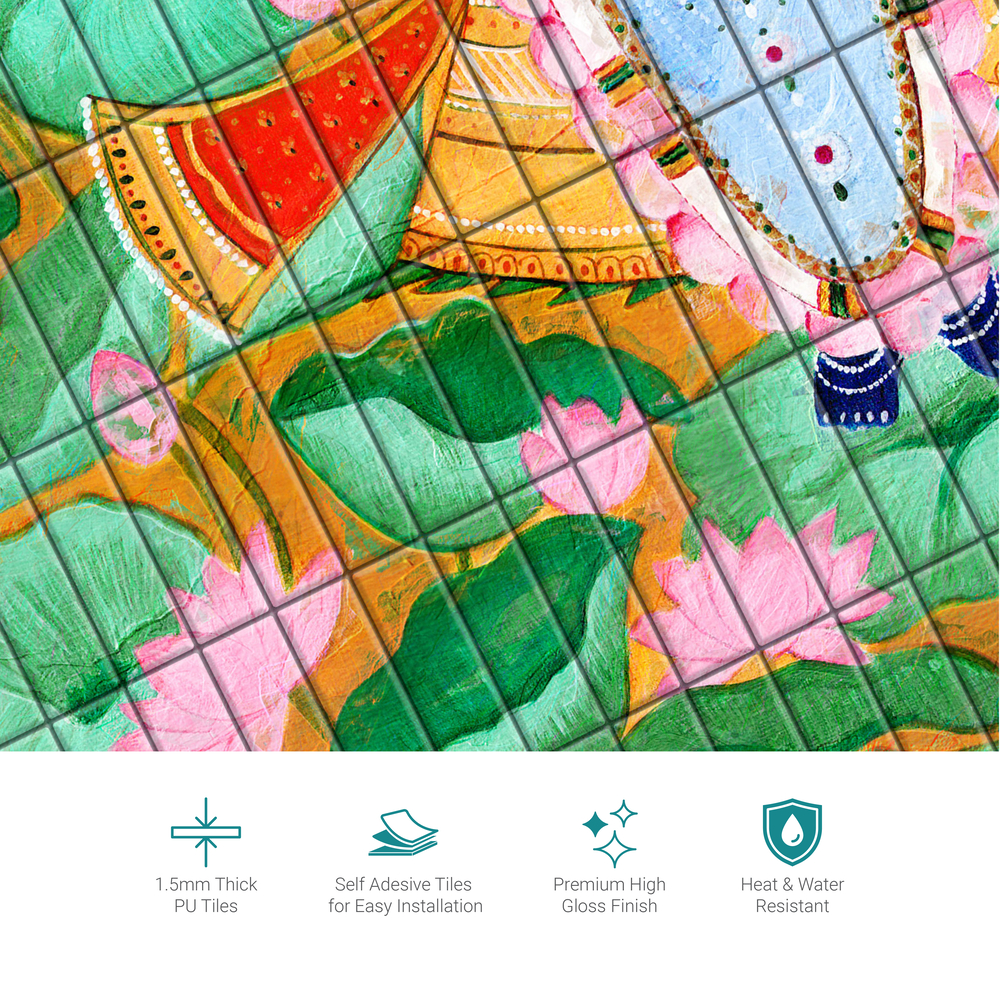 1.5mm Thick
PU Tiles
Self Adesive Tiles
for Easy Installation
Premium High
Gloss Finish
Heat & Water
Resistant